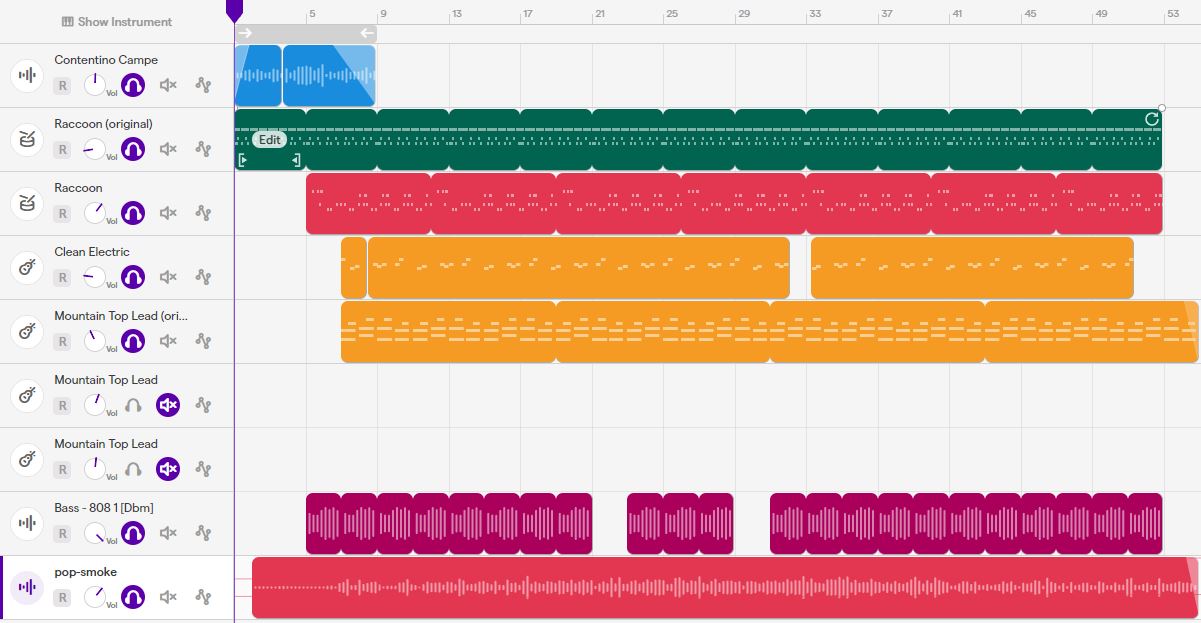 Show Instrument
5 9 13 17 21 25 29 33 37 41 45 49 53
Contentino Campe
R Vol
Raccoon (original)
R Vol
Edit
Raccoon
R Vol
Clean Electric
R Vol
Mountain Top Lead (ori...
R Vol
Mountain Top Lead
R Vol
Mountain Top Lead
R Vol
Bass - 808 1 [Dbm]
R Vol
pop-smoke
R Vol